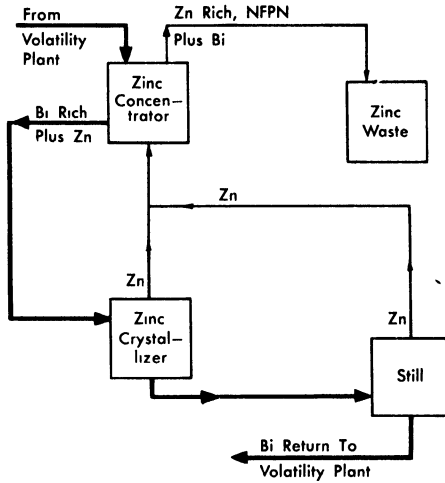 From
Volatility
Plant
Zn Rich, NFPN
Plus Bi
Zinc
Concen-
trator
Zinc
Waste
Bi Rich
Plus Zn
Zn
Zn
Zn
Zinc
Crystal-
lizer
Still
Bi Return To
Volatility Plant